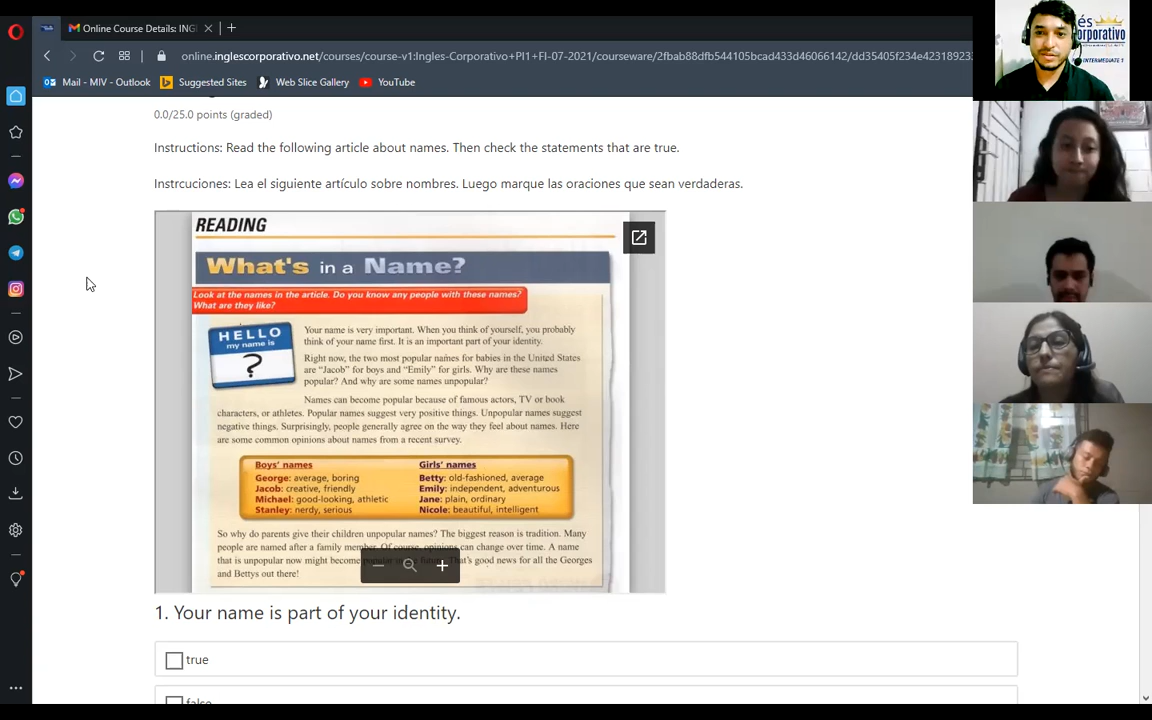 Online Course Details: ING
online.inglescorporativo.net/courses/course-v1:Ingles-Corporativo+PI1+FI-07-2021/courseware/2fbab88dfb544105bcad433d46066142/dd35405f234e42318923
Mail - MIV - Outlook
Suggested Sites
Web Slice Gallery
YouTube
0.0/25.0 points (graded)
Instructions: Read the following article about names. Then check the statements that are true.
Instrucciones: Lea el siguiente artículo sobre nombres. Luego marque las oraciones que sean verdaderas.
READING
What's in a Name?
Look at the names in the article. Do you know any people with these names?
What are they like?
HELLO
my name is
?
Your name is very important. When you think of yourself, you probably
think of your name first. It is an important part of your identity.
Right now, the two most popular names for babies in the United States
are "Jacob" for boys and "Emily" for girls. Why are these names
popular? And why are some names unpopular?
Names can become popular because of famous actors, TV or book
characters, or athletes. Popular names suggest very positive things. Unpopular names suggest
negative things. Surprisingly, people generally agree on the way they feel about names. Here
are some common opinions about names from a recent survey.
Boys' names
George: average, boring
Jacob: creative, friendly
Michael: good-looking, athletic
Stanley: nerdy, serious
Girls' names
Betty: old-fashioned, average
Emily: independent, adventurous
Jane: plain, ordinary
Nicole: beautiful, intelligent
So why do parents give their children unpopular names? The biggest reason is tradition. Many
people are named after a family member. Of course, opinions can change over time. A name
that is unpopular now might become That's good news for all the Georges
and Bettys out there!
1. Your name is part of your identity.
true
false
és
orporativo
INTERMEDIATE 1